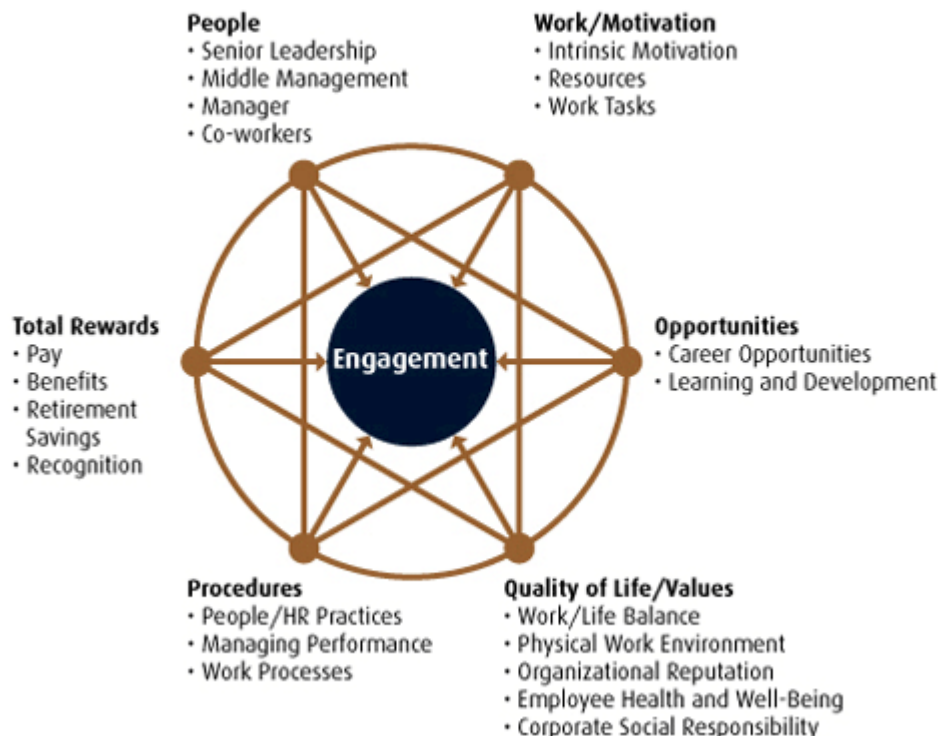 People
· Senior Leadership
· Middle Management
· Manager
· Co-workers
Work/Motivation
· Intrinsic Motivation
· Resources
· Work Tasks
Total Rewards
· Pay
· Benefits
· Retirement
Savings
· Recognition
Engagement
Opportunities
· Career Opportunities
· Learning and Development
Procedures
· People/HR Practices
· Managing Performance
· Work Processes
Quality of Life/Values
· Work/Life Balance
· Physical Work Environment
· Organizational Reputation
· Employee Health and Well-Being
· Corporate Social Responsibility